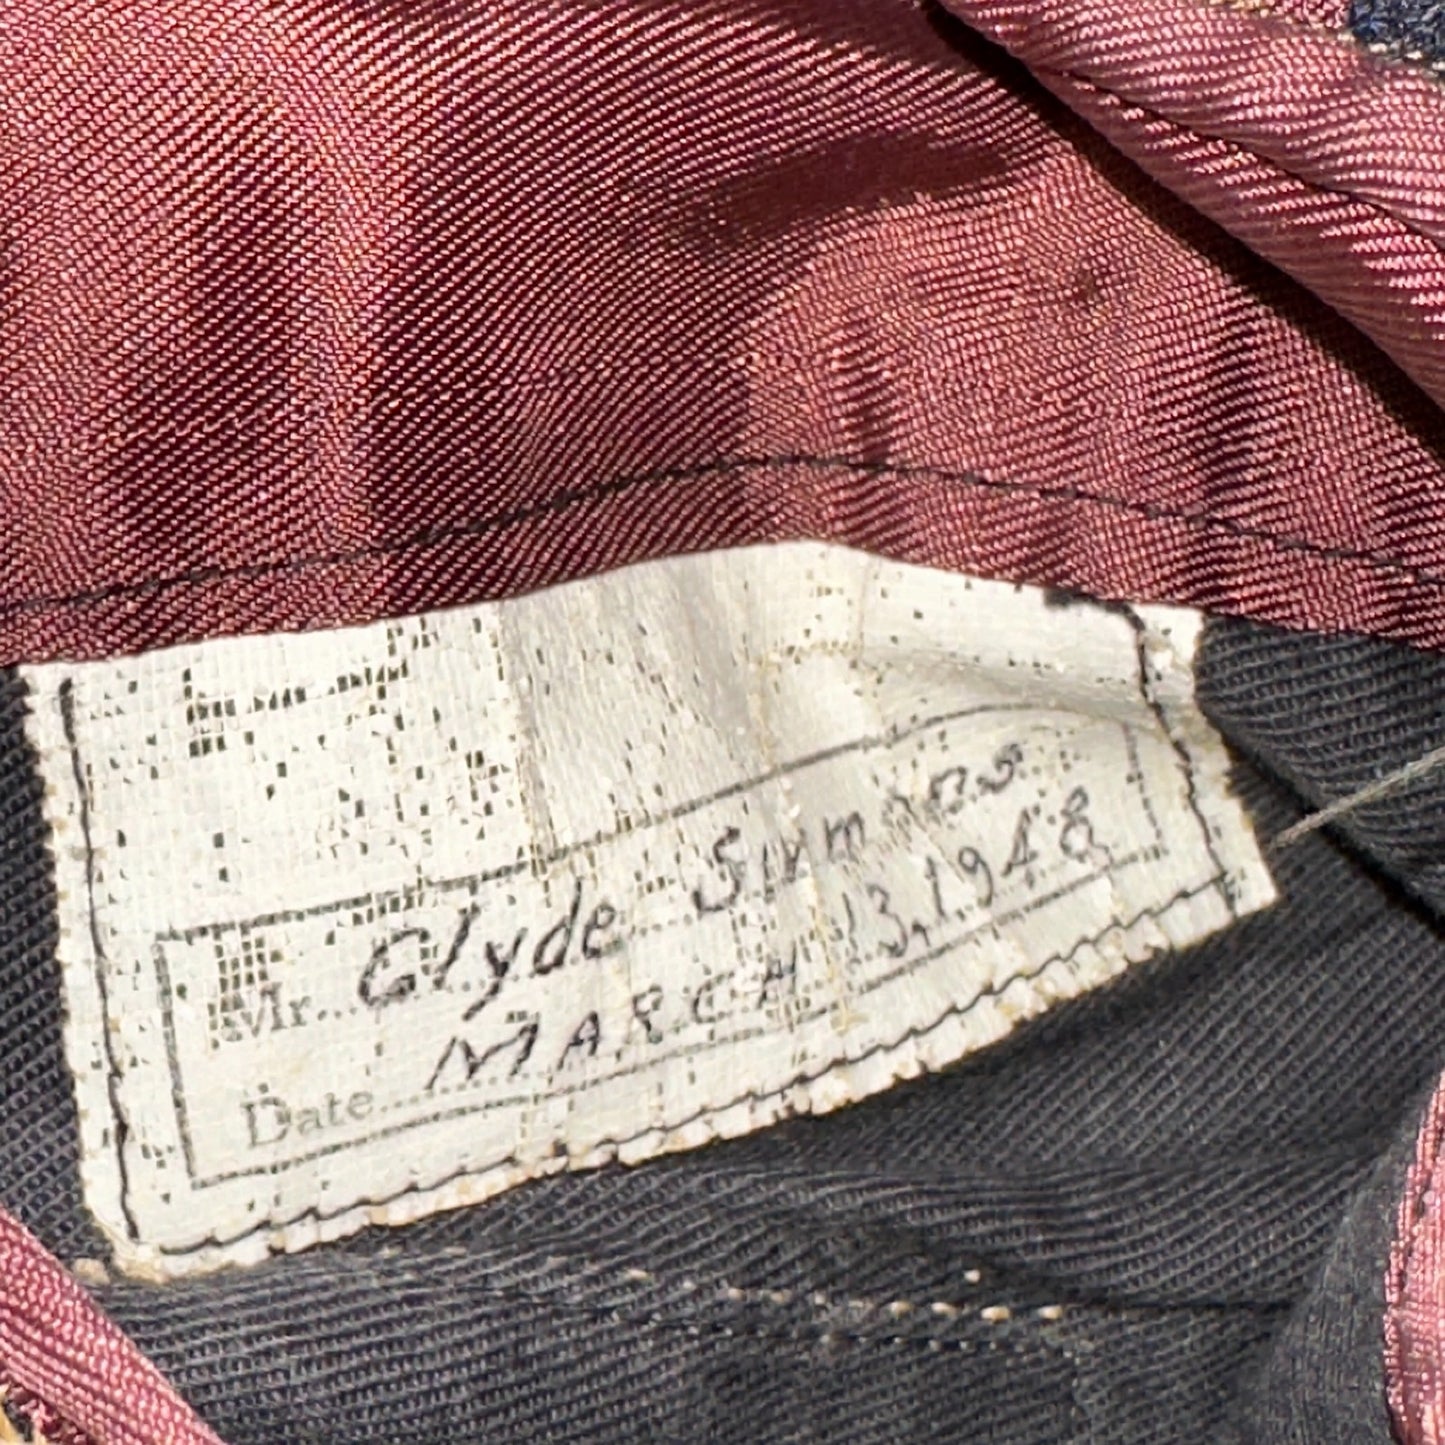 Mr... Clyde Simmons
Date... MARCH 13, 1948